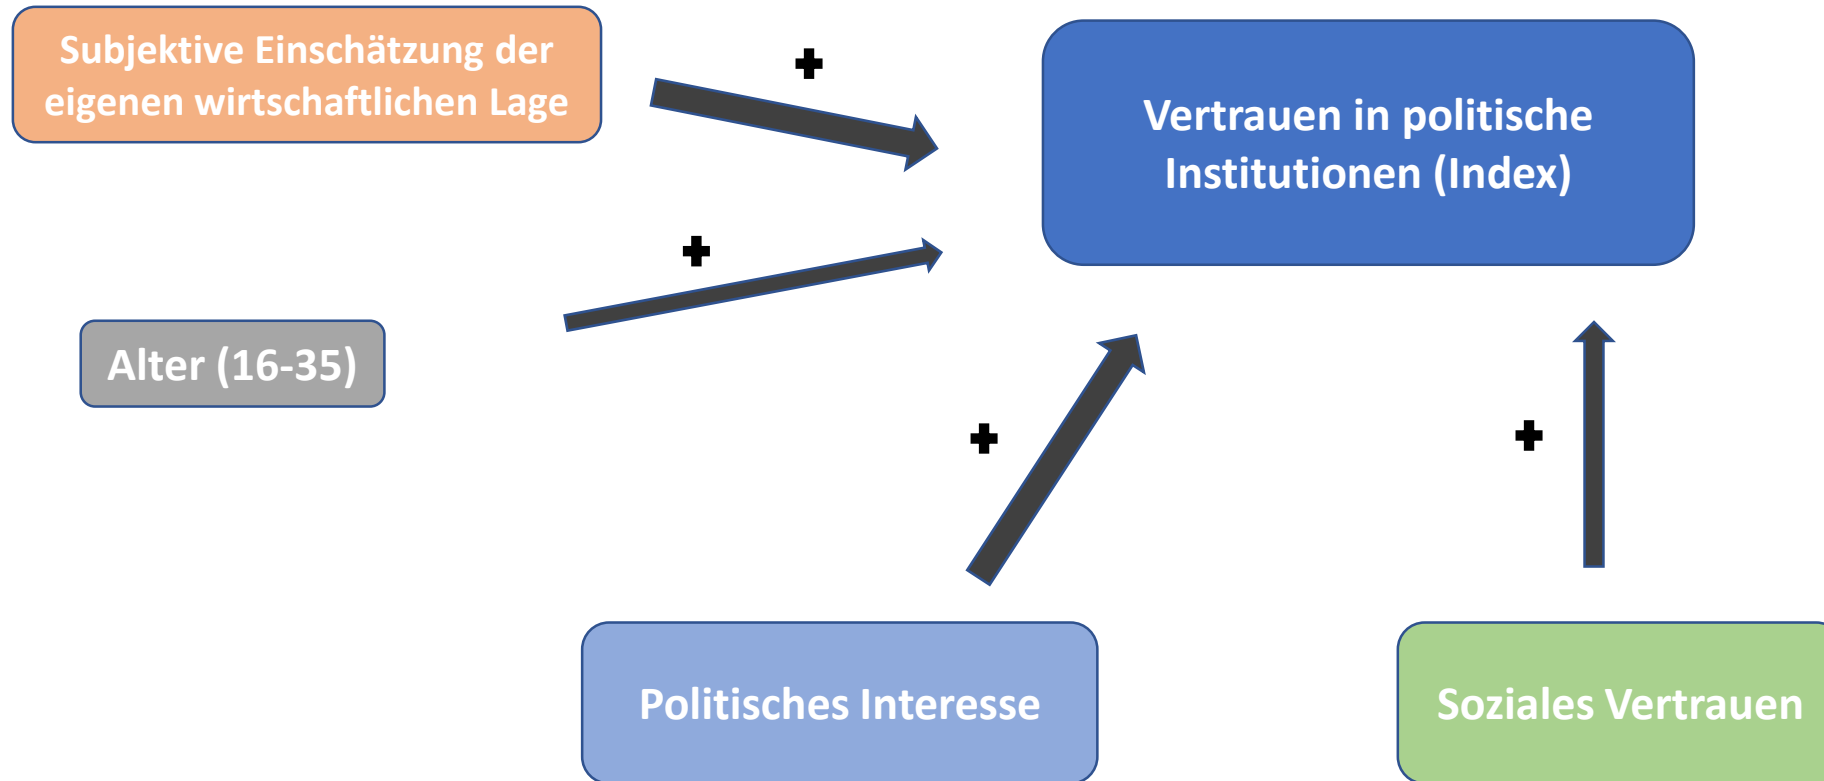 Subjektive Einschätzung der
eigenen wirtschaftlichen Lage
Vertrauen in politische
Institutionen (Index)
Alter (16-35)
Politisches Interesse
Soziales Vertrauen